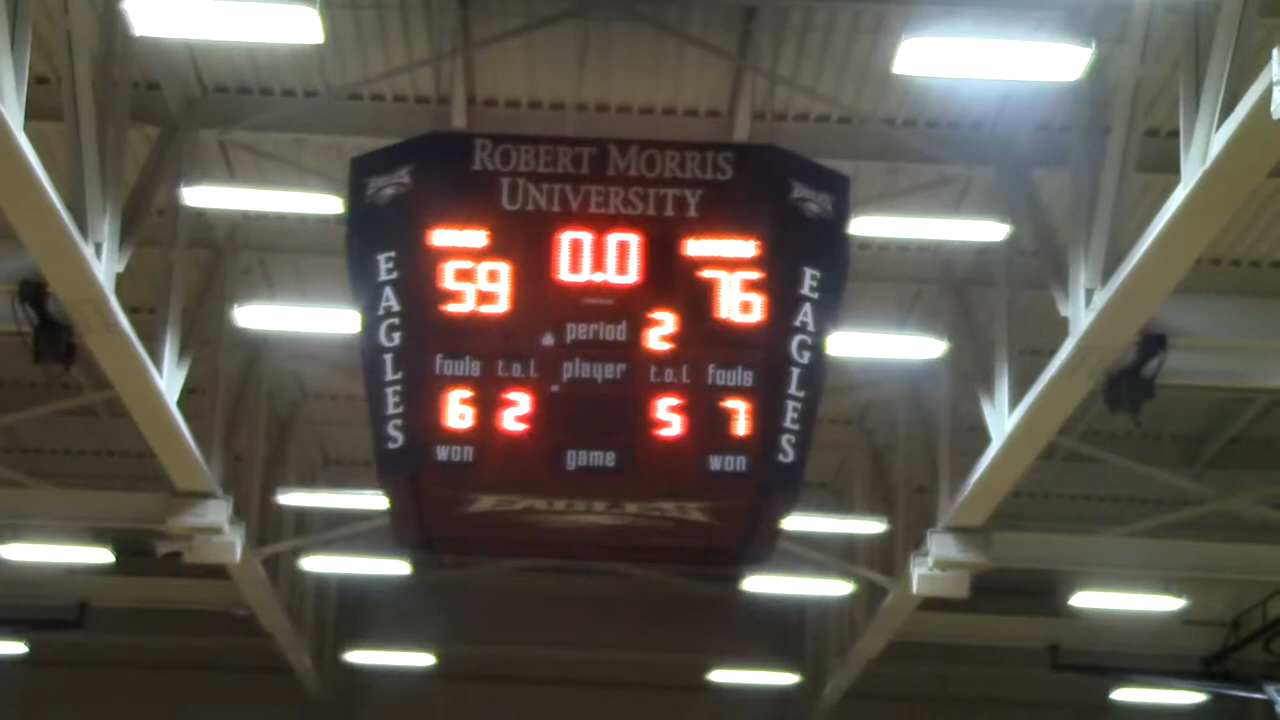 ROBERT MORRIS
UNIVERSITY
EAGLES
59
0.0
76
EAGLES
period 2
fouls t.o.l. player t.o.l. fouls
6 2 5 7
won game won
EAGLES